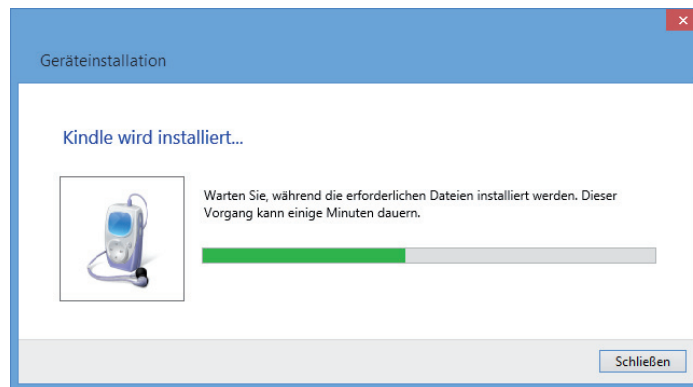 Geräteinstallation
Kindle wird installiert...
Warten Sie, während die erforderlichen Dateien installiert werden. Dieser
Vorgang kann einige Minuten dauern.
Schließen